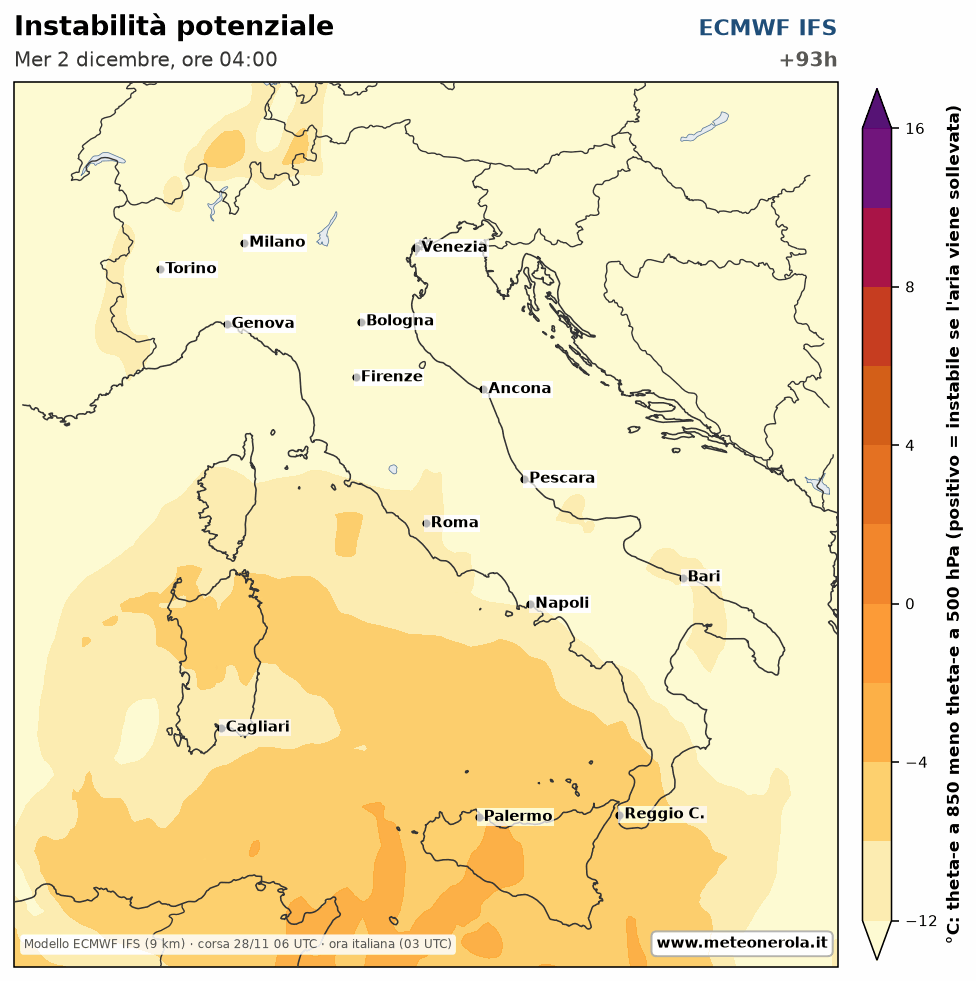 Instabilità potenziale
ECMWF IFS
Mer 2 dicembre, ore 04:00
+93h
Milano
Venezia
Torino
Genova
Bologna
Firenze
Ancona
Pescara
Roma
Bari
Napoli
Cagliari
Palermo
Reggio C.
Modello ECMWF IFS (9 km) · corsa 28/11 06 UTC · ora italiana (03 UTC)
www.meteonerola.it
16
8
4
0
−4
−12
°C: theta-e a 850 meno theta-e a 500 hPa (positivo = instabile se l'aria viene sollevata)